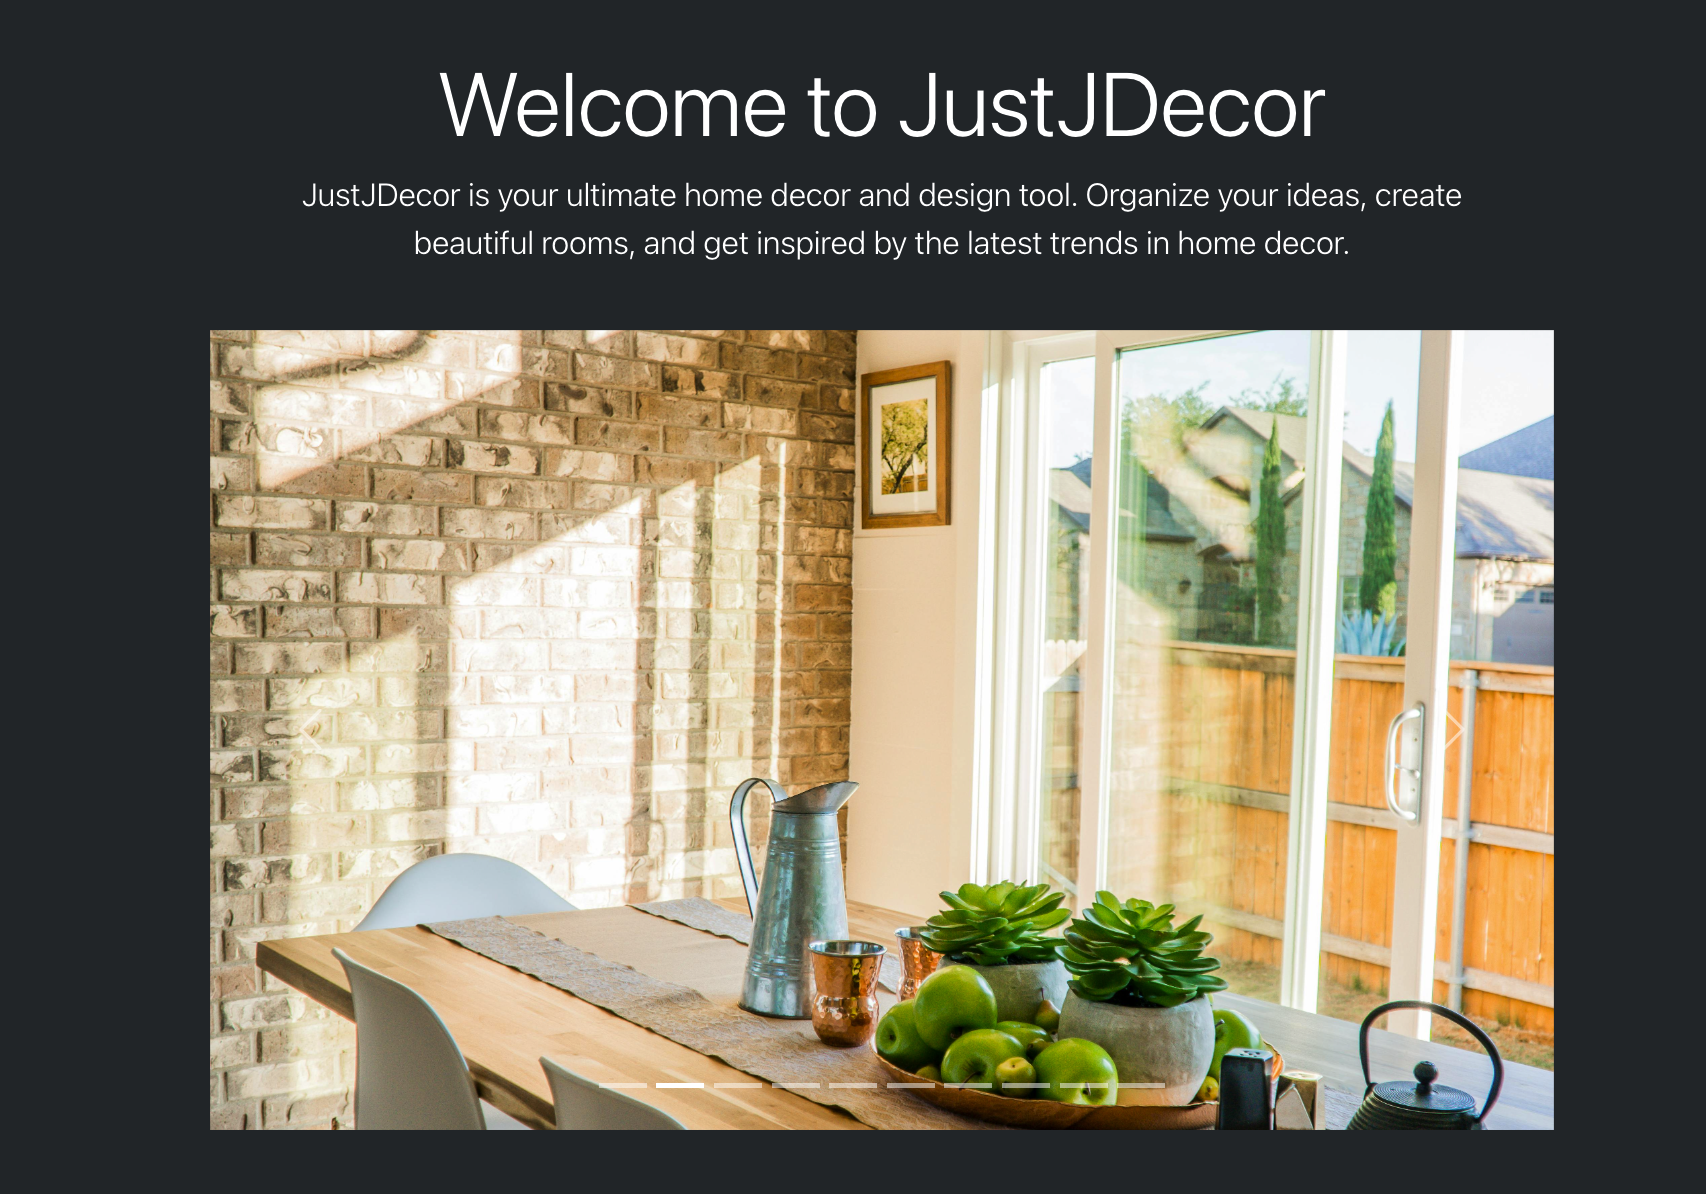 Welcome to JustJDecor
JustJDecor is your ultimate home decor and design tool. Organize your ideas, create
beautiful rooms, and get inspired by the latest trends in home decor.